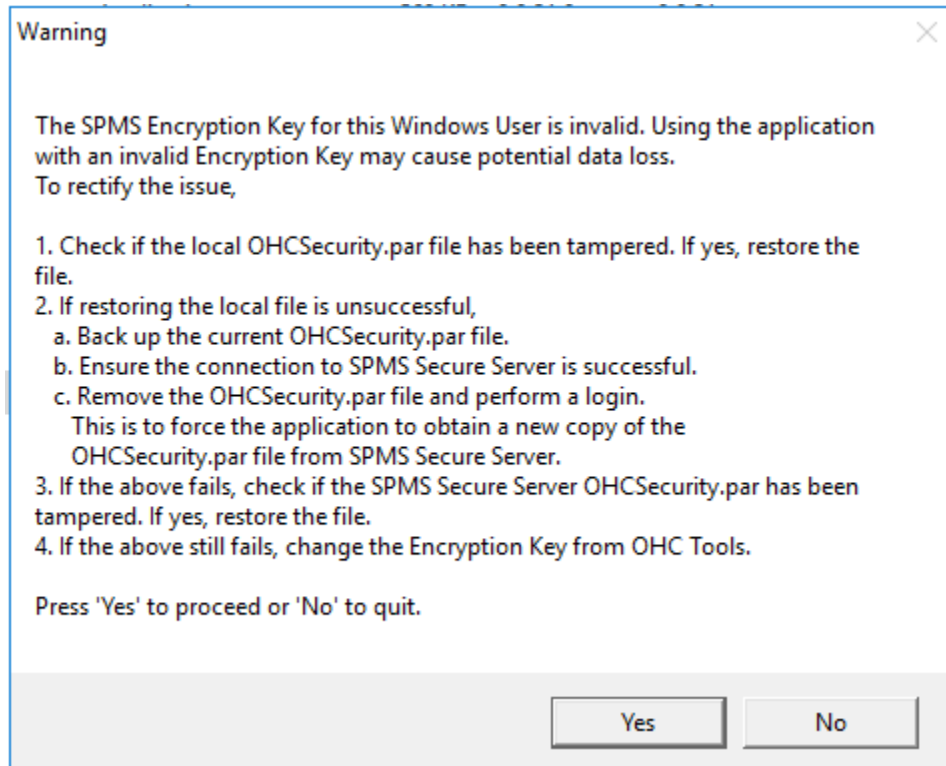 Warning
The SPMS Encryption Key for this Windows User is invalid. Using the application
with an invalid Encryption Key may cause potential data loss.
To rectify the issue,
1. Check if the local OHCSecurity.par file has been tampered. If yes, restore the
file.
2. If restoring the local file is unsuccessful,
a. Back up the current OHCSecurity.par file.
b. Ensure the connection to SPMS Secure Server is successful.
c. Remove the OHCSecurity.par file and perform a login.
This is to force the application to obtain a new copy of the
OHCSecurity.par file from SPMS Secure Server.
3. If the above fails, check if the SPMS Secure Server OHCSecurity.par has been
tampered. If yes, restore the file.
4. If the above still fails, change the Encryption Key from OHC Tools.
Press 'Yes' to proceed or 'No' to quit.
Yes No